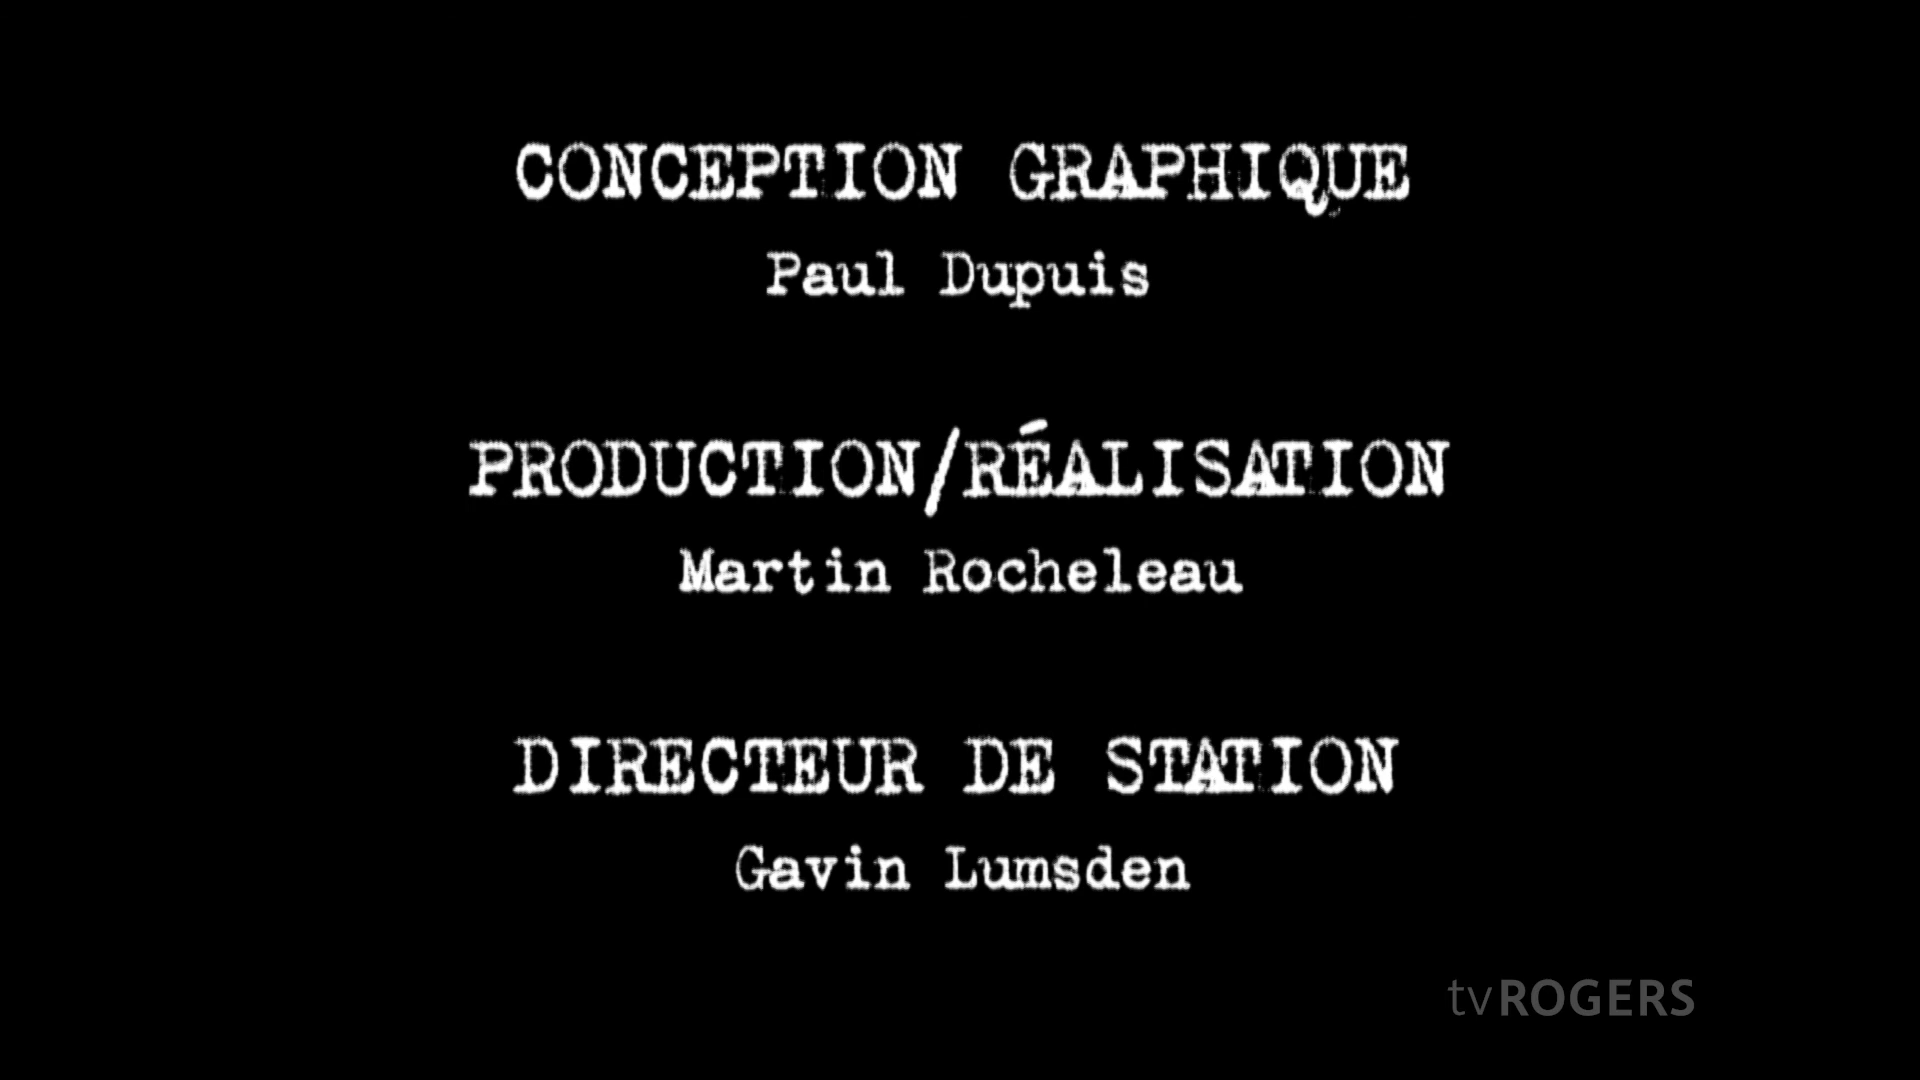 CONCEPTION GRAPHIQUE
Paul Dupuis
PRODUCTION/RÉALISATION
Martin Rocheleau
DIRECTEUR DE STATION
Gavin Lumsden
tvROGERS